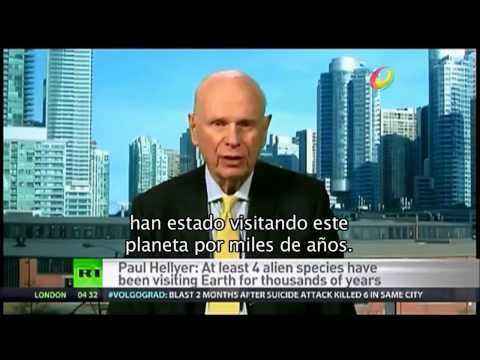 han estado visitando este
planeta por miles de años.
RT
Paul Hellyer: At least 4 alien species have
been visiting Earth for thousands of years
LONDON 04:32 #VOLGOGRAD: BLAST 2 MONTHS AFTER SUICIDE ATTACK KILLED 6 IN SAME CITY